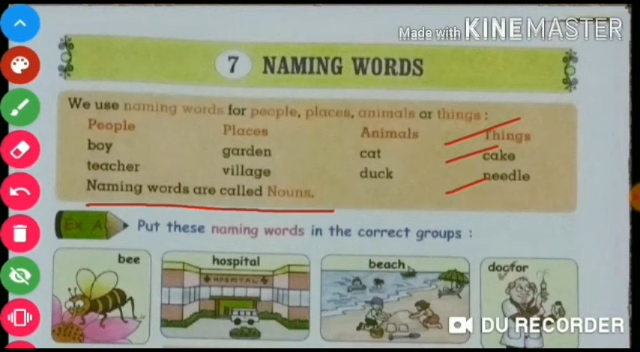 Made with KINEMASTER
7 NAMING WORDS
We use naming words for people, places, animals or things :
People Places Animals Things
boy garden cat cake
teacher village duck needle
Naming words are called Nouns.
Ex. A Put these naming words in the correct groups :
bee hospital beach doctor
HOSPITAL
DU RECORDER